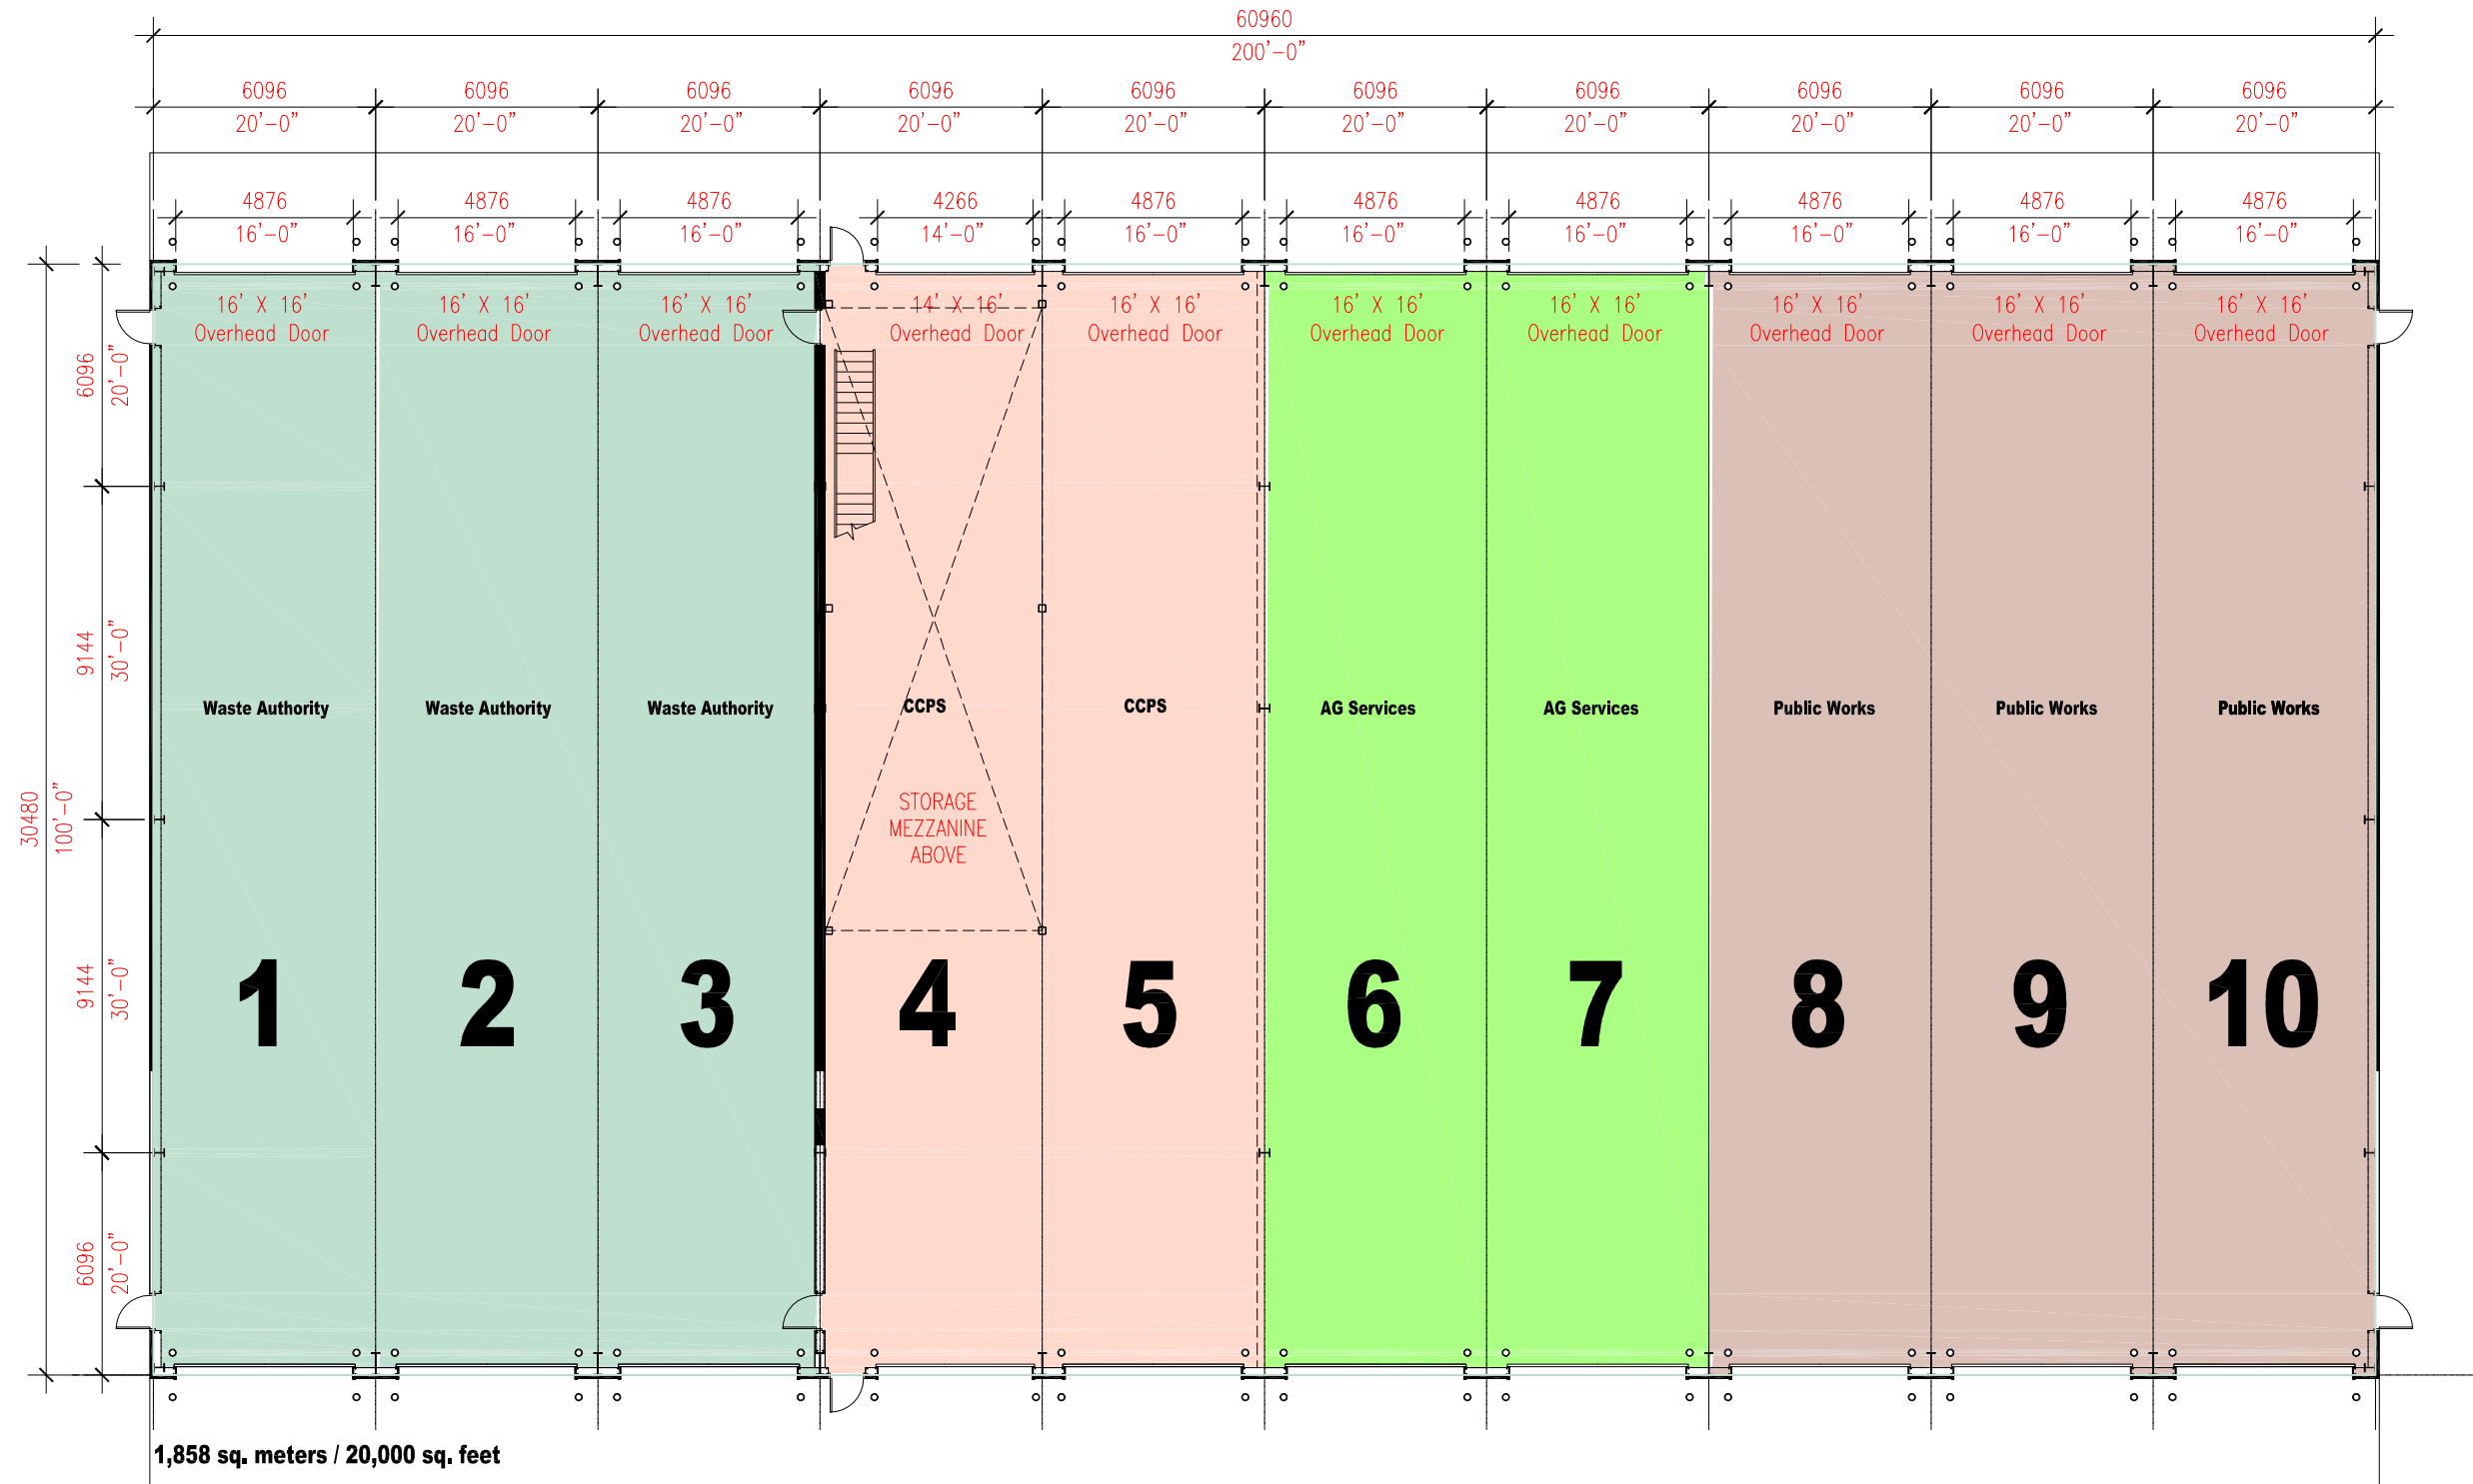 60960
200'-0"
6096 6096 6096 6096 6096 6096 6096 6096 6096 6096
20'-0" 20'-0" 20'-0" 20'-0" 20'-0" 20'-0" 20'-0" 20'-0" 20'-0" 20'-0"
4876 4876 4876 4266 4876 4876 4876 4876 4876 4876
16'-0" 16'-0" 16'-0" 14'-0" 16'-0" 16'-0" 16'-0" 16'-0" 16'-0" 16'-0"
16' X 16' 16' X 16' 16' X 16' 14' X 16' 16' X 16' 16' X 16' 16' X 16' 16' X 16' 16' X 16' 16' X 16'
Overhead Door Overhead Door Overhead Door Overhead Door Overhead Door Overhead Door Overhead Door Overhead Door Overhead Door Overhead Door
6096
20'-0"
9144
30'-0"
Waste Authority Waste Authority Waste Authority CCPS CCPS AG Services AG Services Public Works Public Works Public Works
30480
100'-0"
STORAGE
MEZZANINE
ABOVE
9144
30'-0"
1 2 3 4 5 6 7 8 9 10
6096
20'-0"
1,858 sq. meters / 20,000 sq. feet